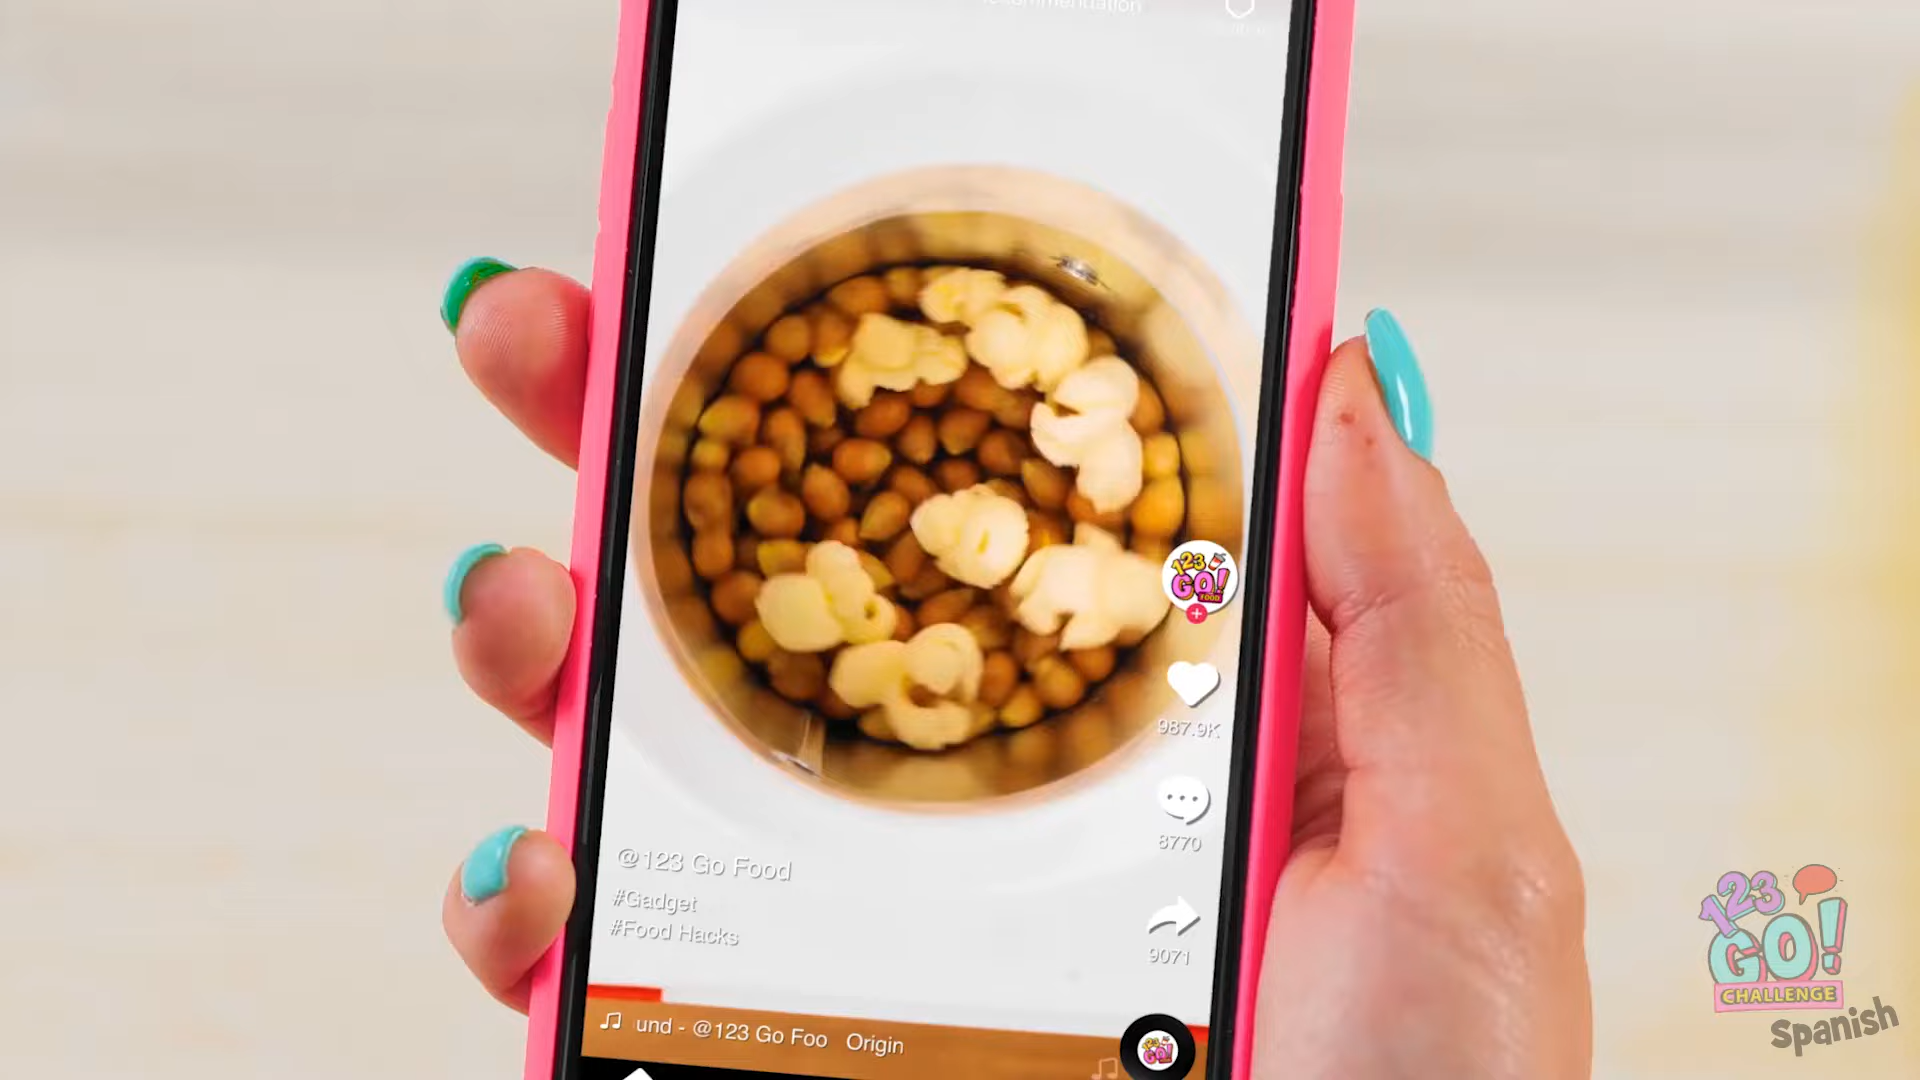 123
GO!
FOOD
987.9K
8770
@123 Go Food
#Gadget
#Food Hacks
9071
und - @123 Go Foo Origin
123
GO!
CHALLENGE
Spanish